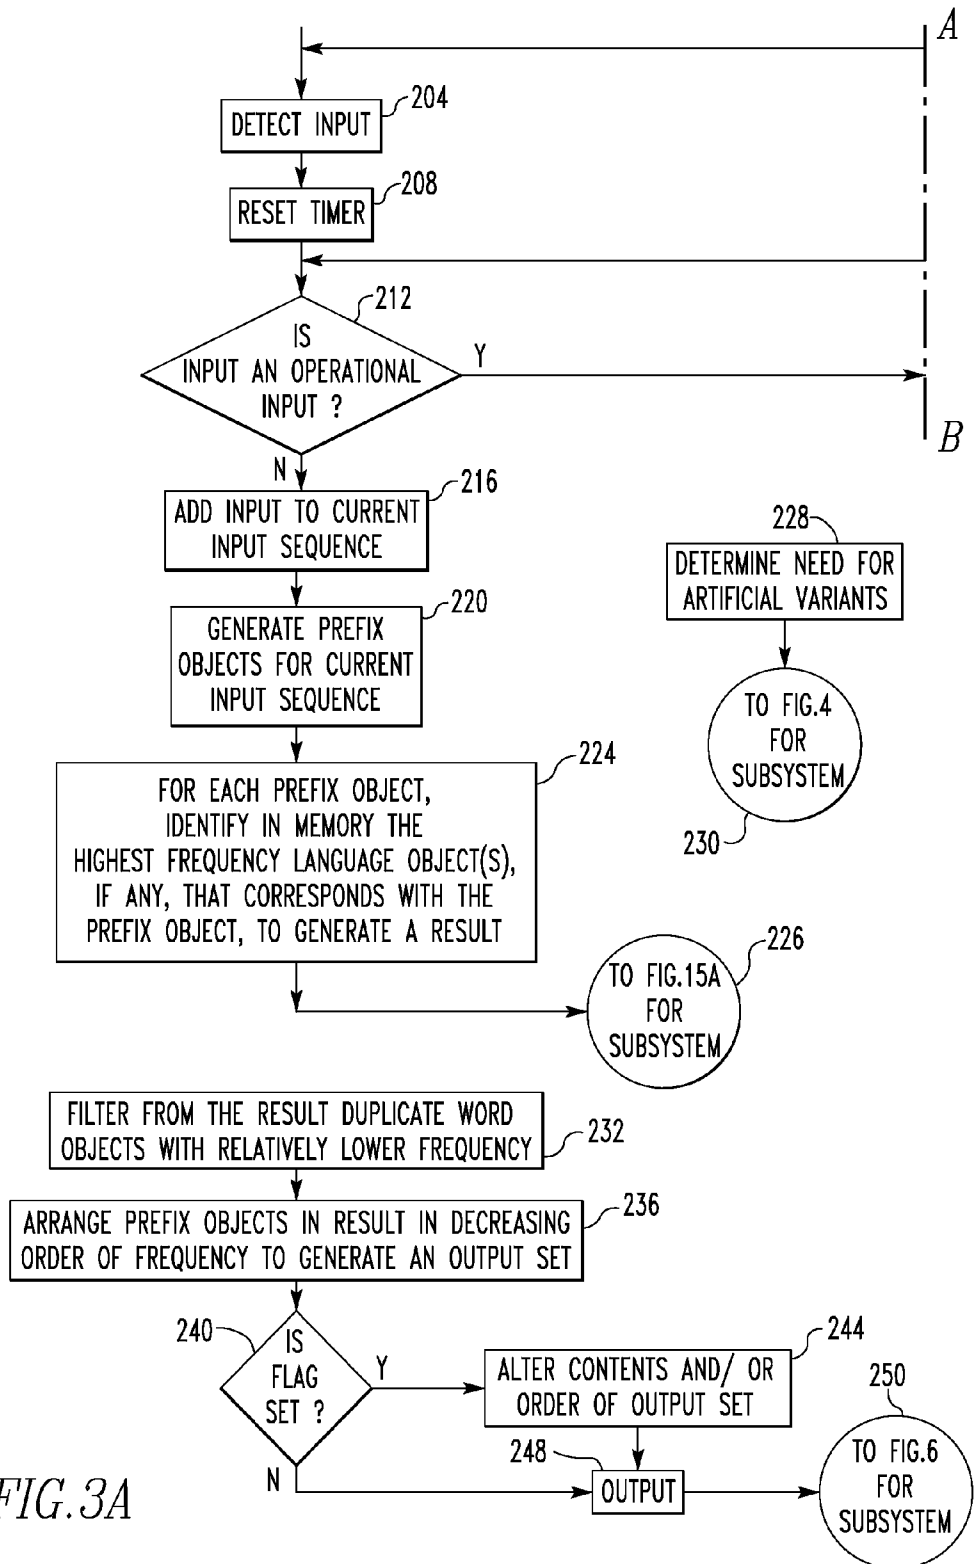 A
204
DETECT INPUT
208
RESET TIMER
212
IS
INPUT AN OPERATIONAL
INPUT ?
Y
B
N
216
ADD INPUT TO CURRENT
INPUT SEQUENCE
228
DETERMINE NEED FOR
ARTIFICIAL VARIANTS
220
GENERATE PREFIX
OBJECTS FOR CURRENT
INPUT SEQUENCE
TO FIG.4
FOR
SUBSYSTEM
230
224
FOR EACH PREFIX OBJECT,
IDENTIFY IN MEMORY THE
HIGHEST FREQUENCY LANGUAGE OBJECT(S),
IF ANY, THAT CORRESPONDS WITH THE
PREFIX OBJECT, TO GENERATE A RESULT
226
TO FIG.15A
FOR
SUBSYSTEM
FILTER FROM THE RESULT DUPLICATE WORD
OBJECTS WITH RELATIVELY LOWER FREQUENCY
232
ARRANGE PREFIX OBJECTS IN RESULT IN DECREASING
ORDER OF FREQUENCY TO GENERATE AN OUTPUT SET
236
240
IS
FLAG
SET ?
Y
244
ALTER CONTENTS AND/ OR
ORDER OF OUTPUT SET
N
248
OUTPUT
250
TO FIG.6
FOR
SUBSYSTEM
FIG.3A